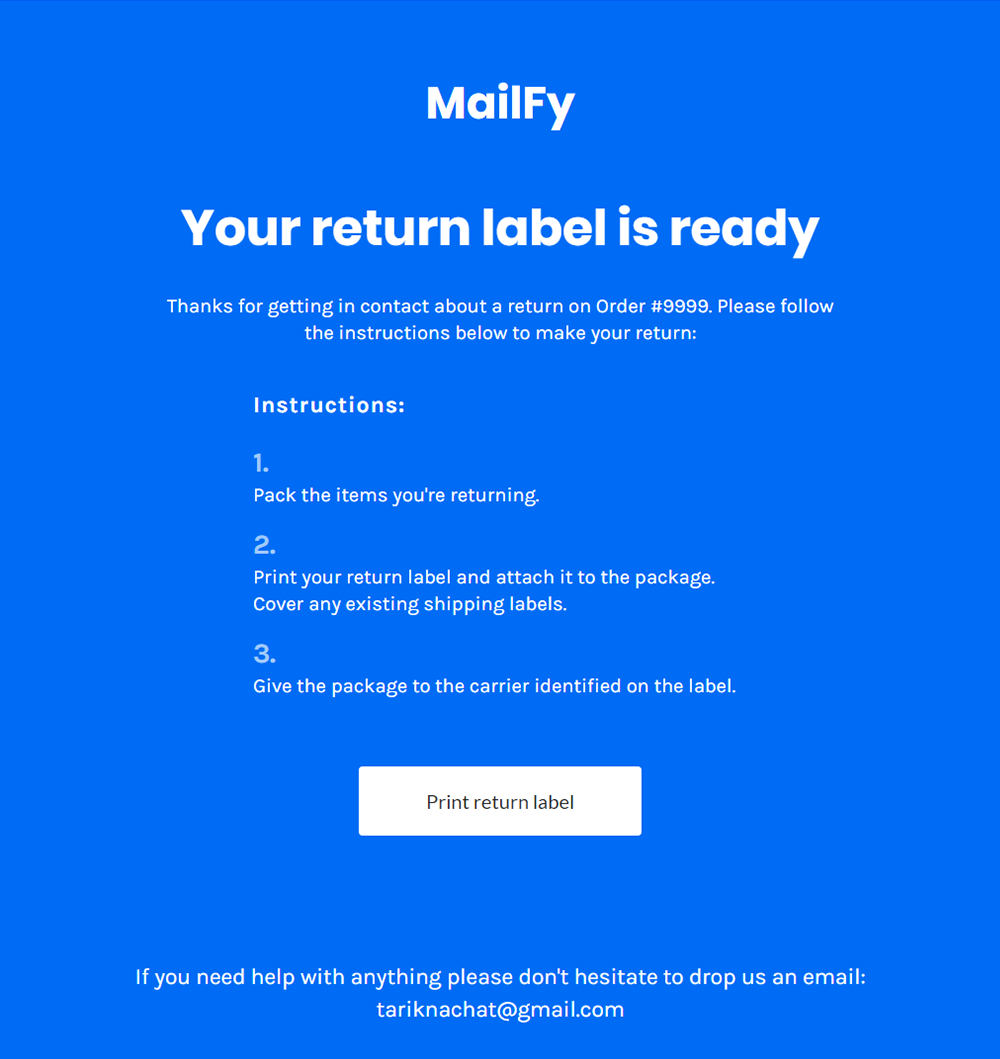 MailFy
Your return label is ready
Thanks for getting in contact about a return on Order #9999. Please follow
the instructions below to make your return:
Instructions:
1.
Pack the items you're returning.
2.
Print your return label and attach it to the package.
Cover any existing shipping labels.
3.
Give the package to the carrier identified on the label.
Print return label
If you need help with anything please don't hesitate to drop us an email:
tariknachat@gmail.com